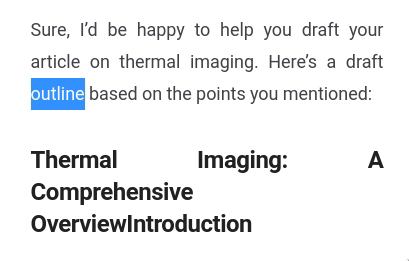 Sure, I’d be happy to help you draft your
article on thermal imaging. Here’s a draft
outline based on the points you mentioned:
Thermal Imaging: A
Comprehensive
OverviewIntroduction